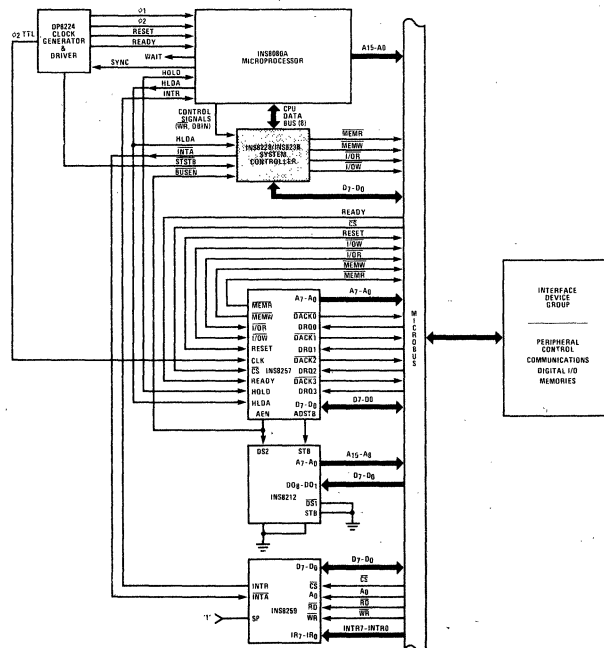 DP8224
CLOCK
GENERATOR
&
DRIVER
ϕ2 TTL
ϕ1
ϕ2
RESET
READY
WAIT
SYNC
HOLD
HLDA
INTR
INS8080A
MICROPROCESSOR
A15-A0
CONTROL
SIGNALS
(WR, DBIN)
CPU
DATA
BUS (8)
HLDA
INTA
STSTB
BUSEN
INS8228/INS8238
SYSTEM
CONTROLLER
MEMR
MEMW
I/OR
I/OW
D7-D0
READY
CS
RESET
I/OW
I/OR
MEMW
MEMR
MEMR
MEMW
I/OR
I/OW
RESET
CLK
CS
READY
HOLD
HLDA
AEN
INS8257
A7-A0
DACK0
DRQ0
DACK1
DRQ1
DACK2
DRQ2
DACK3
DRQ3
D7-D0
ADSTB
A7-A0
D7-D0
MICROBUS
INTERFACE
DEVICE
GROUP
PERIPHERAL
CONTROL
COMMUNICATIONS
DIGITAL I/O
MEMORIES
DS2
STB
A7-A0
DO8-DO1
INS8212
DS1
STB
A15-A8
D7-D0
INTR
INTA
'1'
SP
INS8259
D7-D0
CS
A0
RD
WR
IR7-IR0
D7-D0
CS
A0
RD
WR
INTR7-INTR0